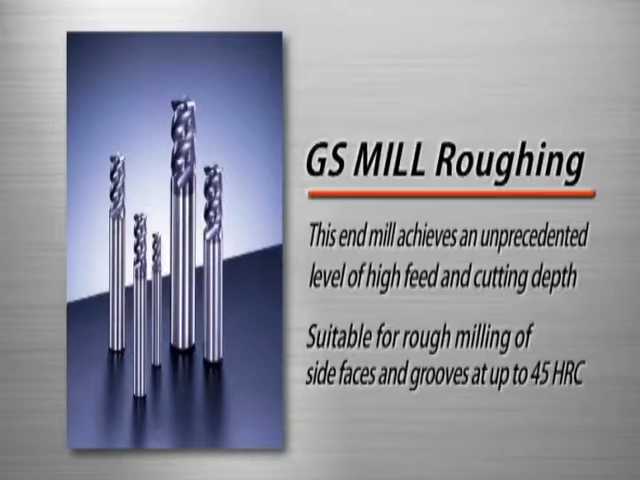 GS MILL Roughing
This end mill achieves an unprecedented
level of high feed and cutting depth
Suitable for rough milling of
side faces and grooves at up to 45 HRC